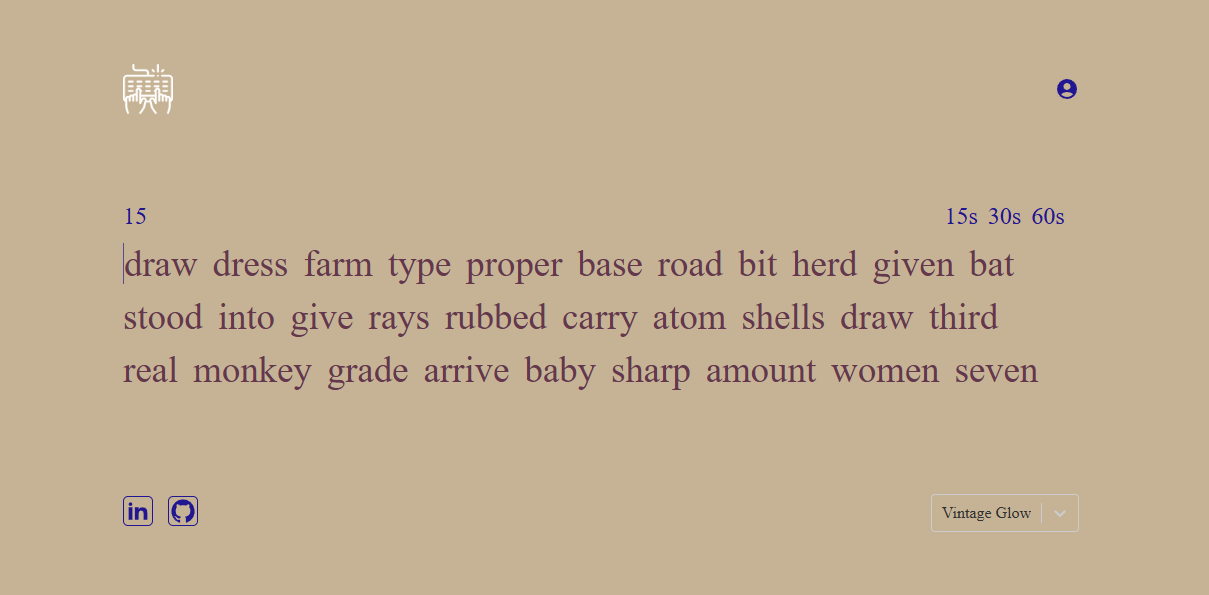 15
15s 30s 60s
draw dress farm type proper base road bit herd given bat
stood into give rays rubbed carry atom shells draw third
real monkey grade arrive baby sharp amount women seven
in
Vintage Glow